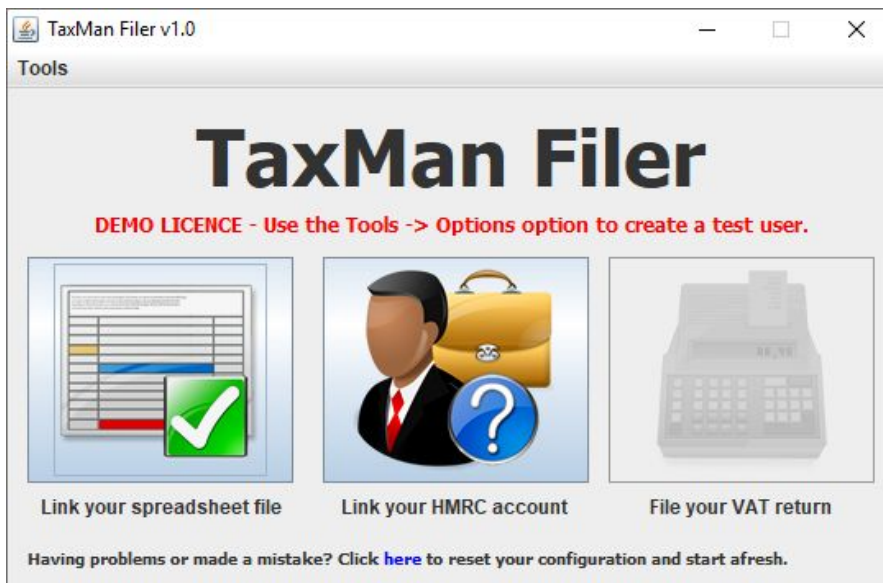 TaxMan Filer v1.0
Tools
TaxMan Filer
DEMO LICENCE - Use the Tools -> Options option to create a test user.
Link your spreadsheet file
Link your HMRC account
File your VAT return
Having problems or made a mistake? Click here to reset your configuration and start afresh.